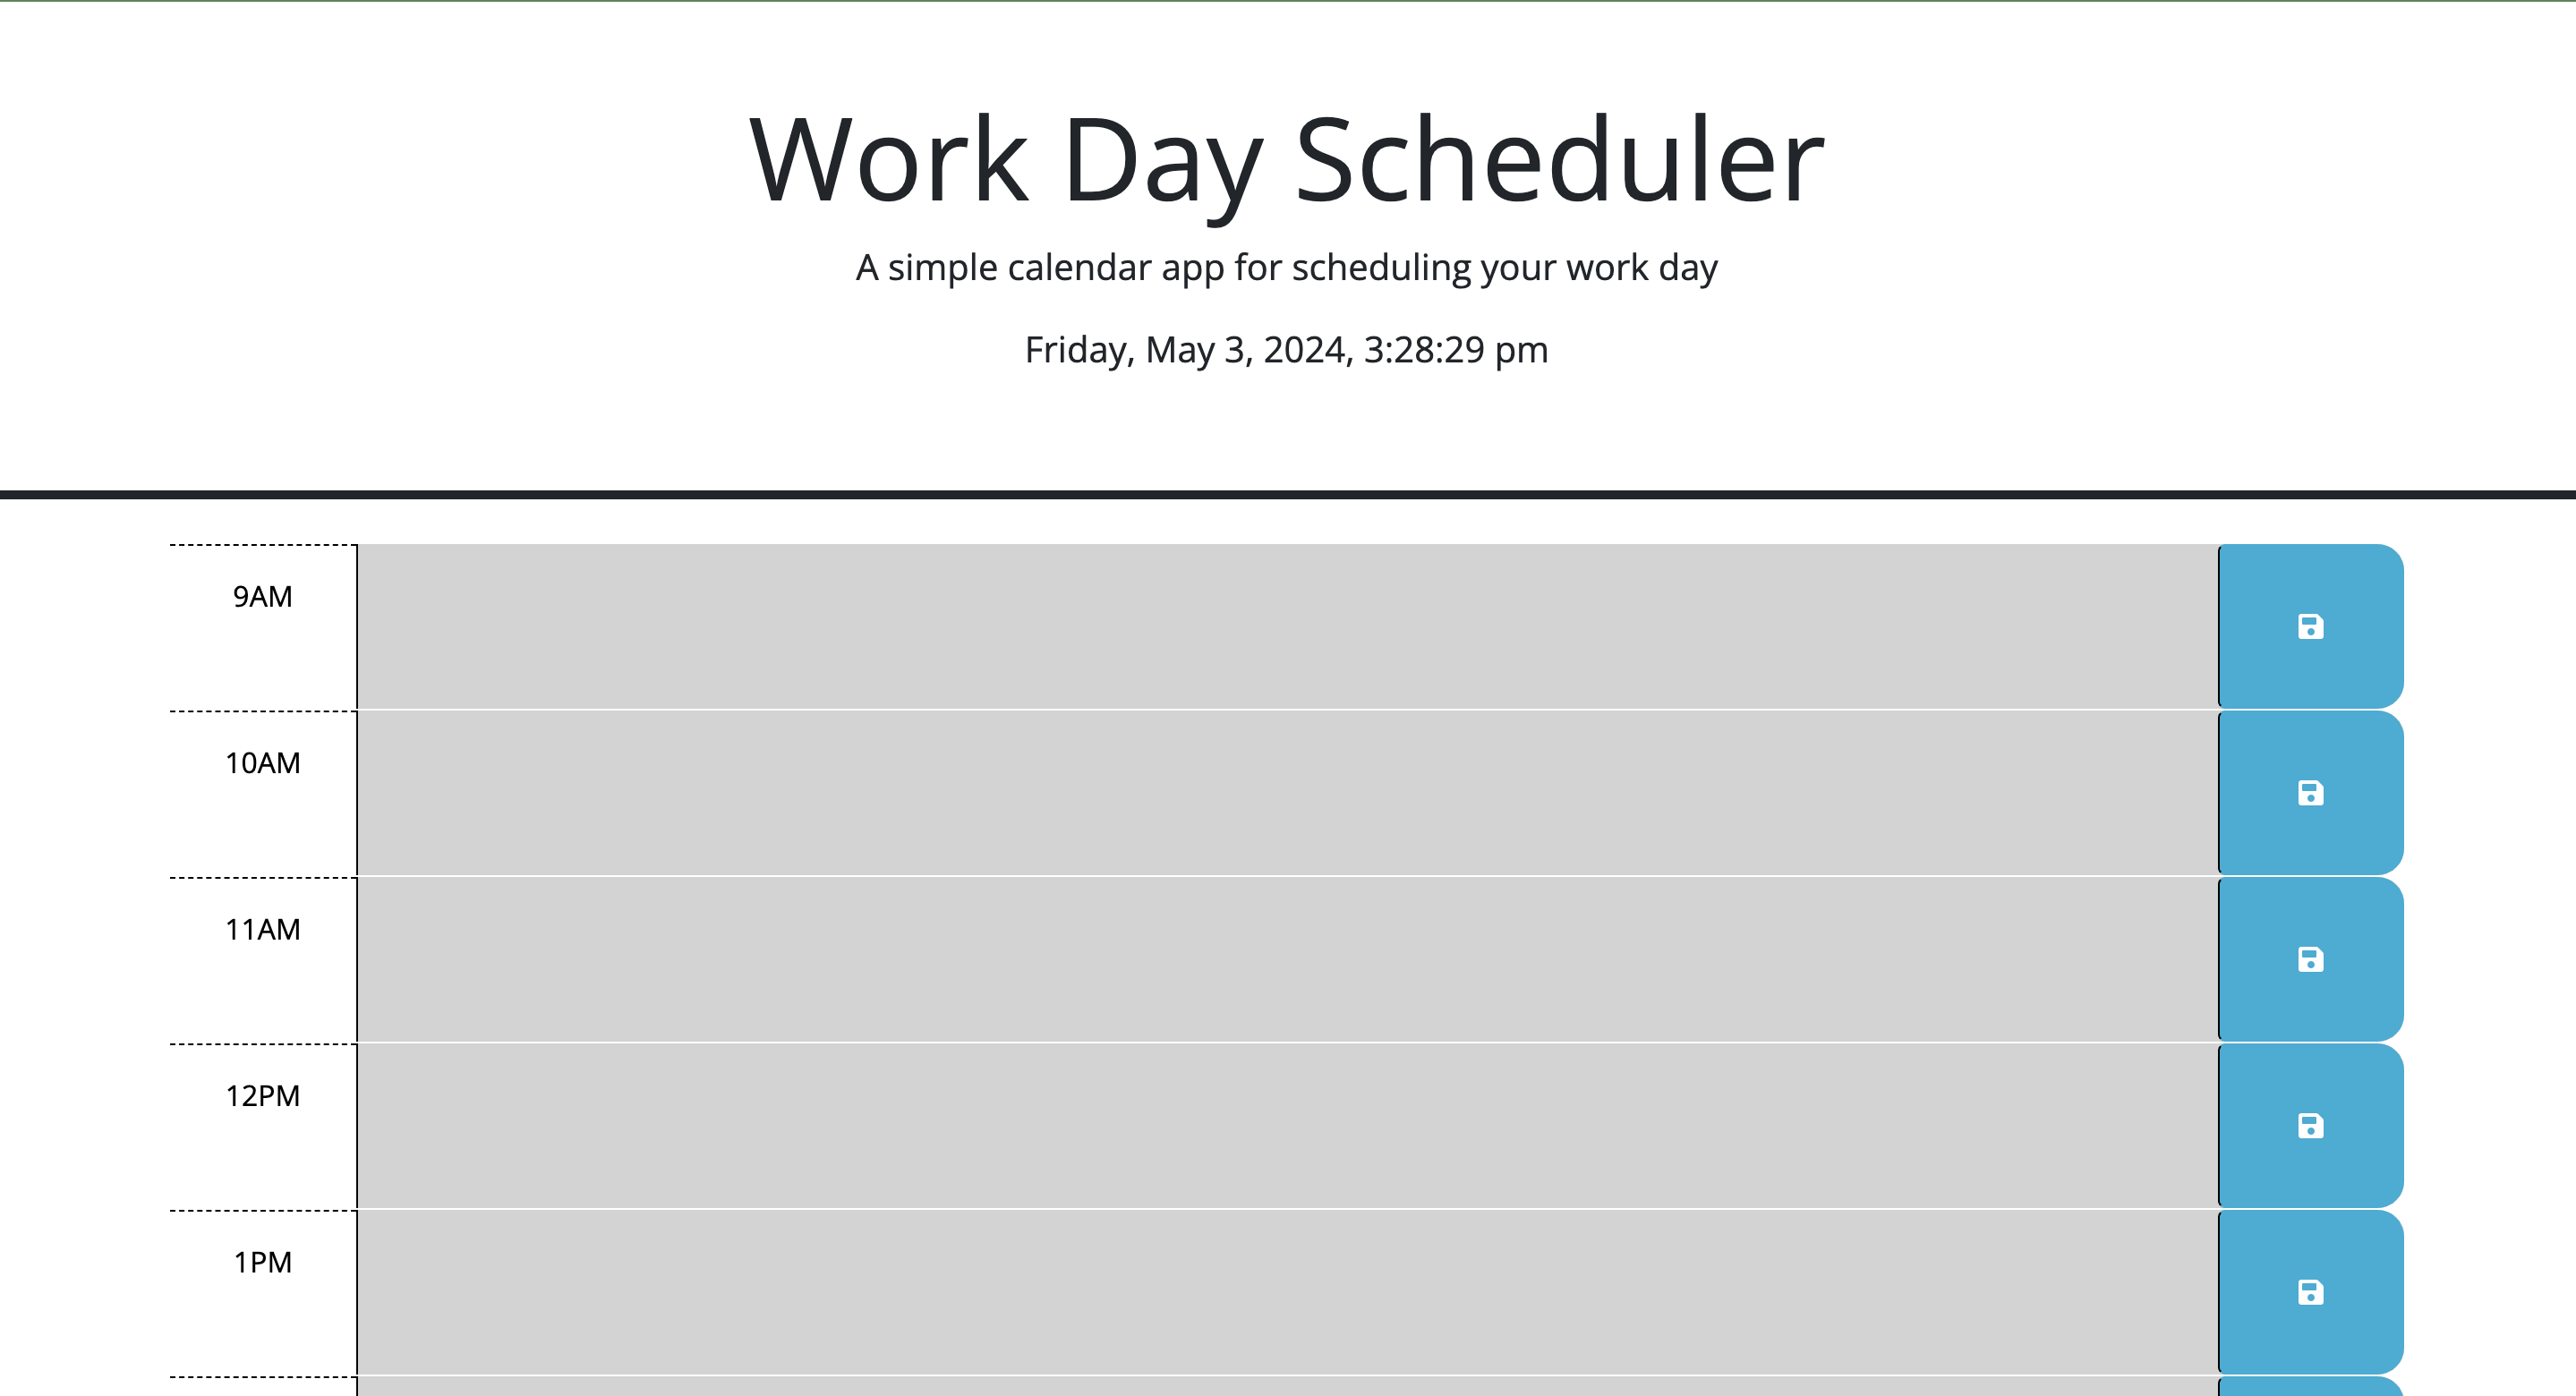 Work Day Scheduler
A simple calendar app for scheduling your work day
Friday, May 3, 2024, 3:28:29 pm
9AM
10AM
11AM
12PM
1PM